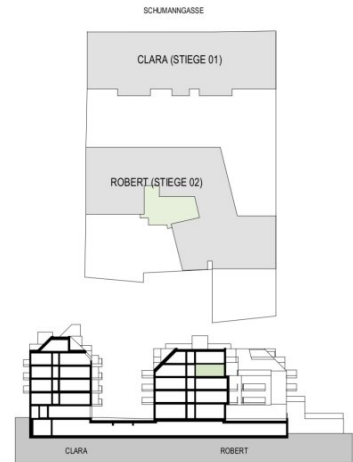 SCHUMANNGASSE
CLARA (STIEGE 01)
ROBERT (STIEGE 02)
CLARA
ROBERT